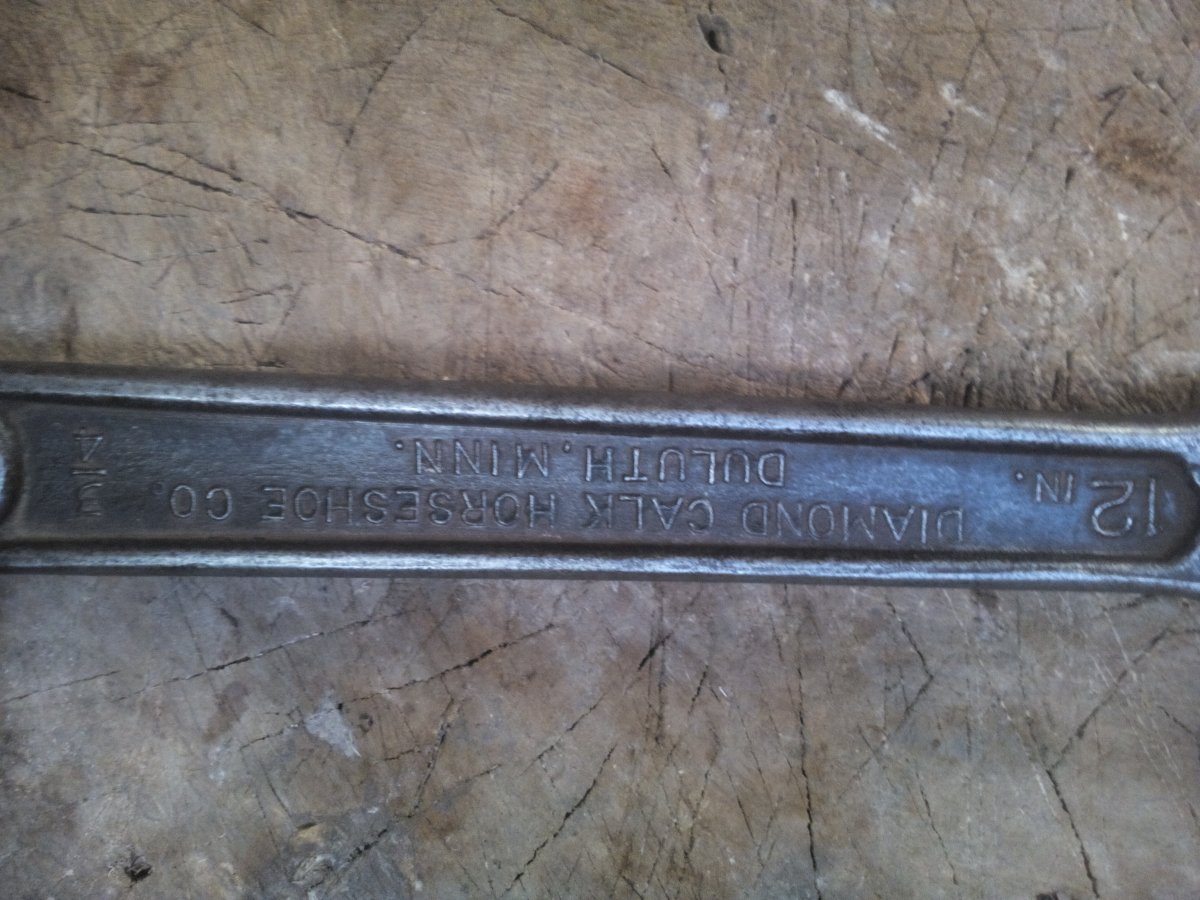 12 IN.
DIAMOND CALK HORSESHOE CO.
DULUTH, MINN.
3/4